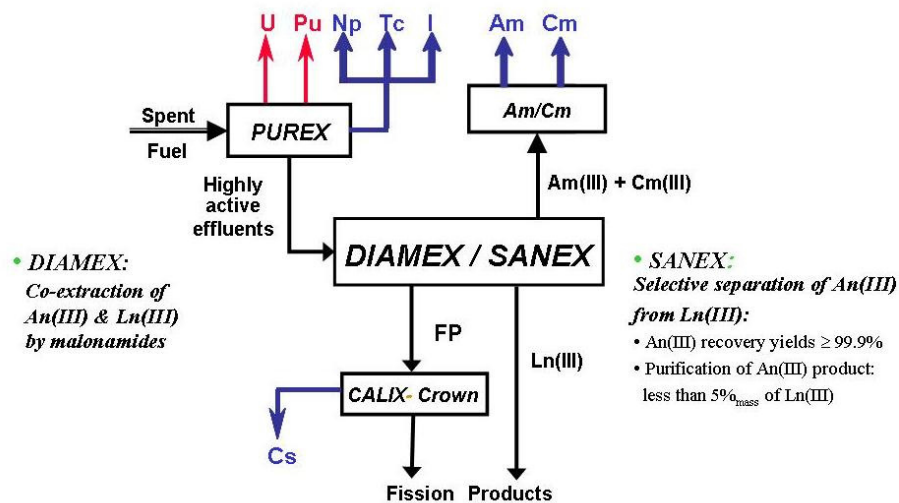 U Pu Np Tc I
Am Cm
Spent
Fuel
PUREX
Am/Cm
Highly
active
effluents
Am(III) + Cm(III)
DIAMEX / SANEX
• DIAMEX:
Co-extraction of
An(III) & Ln(III)
by malonamides
• SANEX:
Selective separation of An(III)
from Ln(III):
• An(III) recovery yields ≥ 99.9%
• Purification of An(III) product:
less than 5%mass of Ln(III)
FP
Ln(III)
CALIX- Crown
Cs
Fission Products